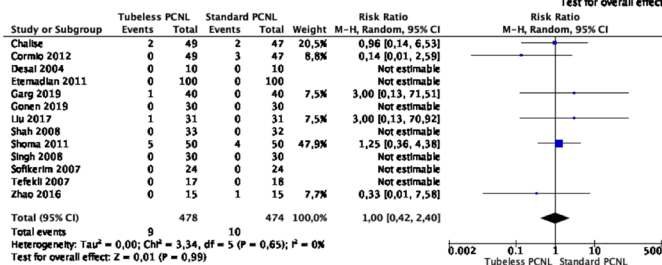 Test for overall effect
Tubeless PCNL Standard PCNL Risk Ratio Risk Ratio
Study or Subgroup Events Total Events Total Weight M-H, Random, 95% CI M-H, Random, 95% CI
Chalise 2 49 2 47 20,5% 0,96 [0,14, 6,53]
Cormio 2012 0 49 3 47 8,8% 0,14 [0,01, 2,59]
Desai 2004 0 10 0 10 Not estimable
Etemadian 2011 0 100 0 100 Not estimable
Garg 2019 1 40 0 40 7,5% 3,00 [0,13, 71,51]
Gonen 2019 0 30 0 30 Not estimable
Liu 2017 1 31 0 31 7,5% 3,00 [0,13, 70,92]
Shah 2008 0 33 0 32 Not estimable
Shoma 2011 5 50 4 50 47,9% 1,25 [0,36, 4,38]
Singh 2008 0 30 0 30 Not estimable
Sofikerim 2007 0 24 0 24 Not estimable
Tefekli 2007 0 17 0 18 Not estimable
Zhao 2016 0 15 1 15 7,7% 0,33 [0,01, 7,58]
Total (95% CI) 478 474 100,0% 1,00 [0,42, 2,40]
Total events 9 10
Heterogeneity: Tau² = 0,00; Chi² = 3,34, df = 5 (P = 0,65); I² = 0%
Test for overall effect: Z = 0,01 (P = 0,99)
0.002 0.1 1 10 500
Tubeless PCNL Standard PCNL